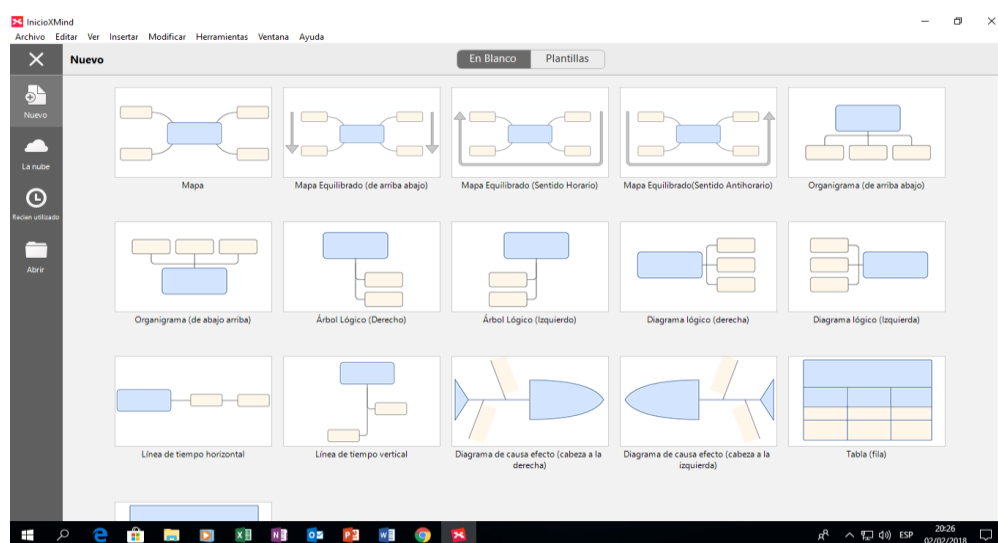 InicioXMind
Archivo Editar Ver Insertar Modificar Herramientas Ventana Ayuda
Nuevo
En Blanco Plantillas
Nuevo
La nube
Recien utilizado
Abrir
Mapa
Mapa Equilibrado (de arriba abajo)
Mapa Equilibrado (Sentido Horario)
Mapa Equilibrado(Sentido Antihorario)
Organigrama (de arriba abajo)
Organigrama (de abajo arriba)
Árbol Lógico (Derecho)
Árbol Lógico (Izquierdo)
Diagrama lógico (derecha)
Diagrama lógico (Izquierda)
Línea de tiempo horizontal
Línea de tiempo vertical
Diagrama de causa efecto (cabeza a la
derecha)
Diagrama de causa efecto (cabeza a la
izquierda)
Tabla (fila)
ESP
20:26
02/02/2018